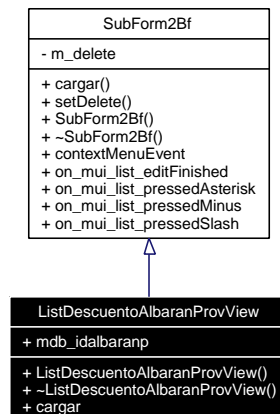 SubForm2Bf
- m_delete
+ cargar()
+ setDelete()
+ SubForm2Bf()
+ ~SubForm2Bf()
+ contextMenuEvent
+ on_mui_list_editFinished
+ on_mui_list_pressedAsterisk
+ on_mui_list_pressedMinus
+ on_mui_list_pressedSlash
ListDescuentoAlbaranProvView
+ mdb_idalbaranp
+ ListDescuentoAlbaranProvView()
+ ~ListDescuentoAlbaranProvView()
+ cargar